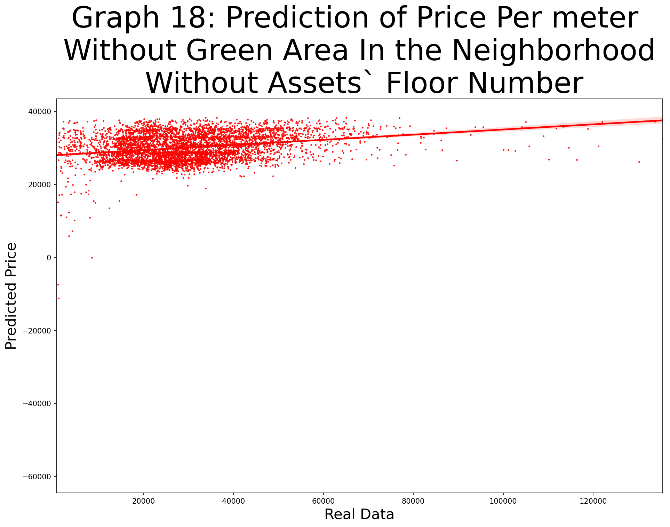 Graph 18: Prediction of Price Per meter
Without Green Area In the Neighborhood
Without Assets` Floor Number
40000
20000
0
−20000
−40000
−60000
Predicted Price
20000 40000 60000 80000 100000 120000
Real Data